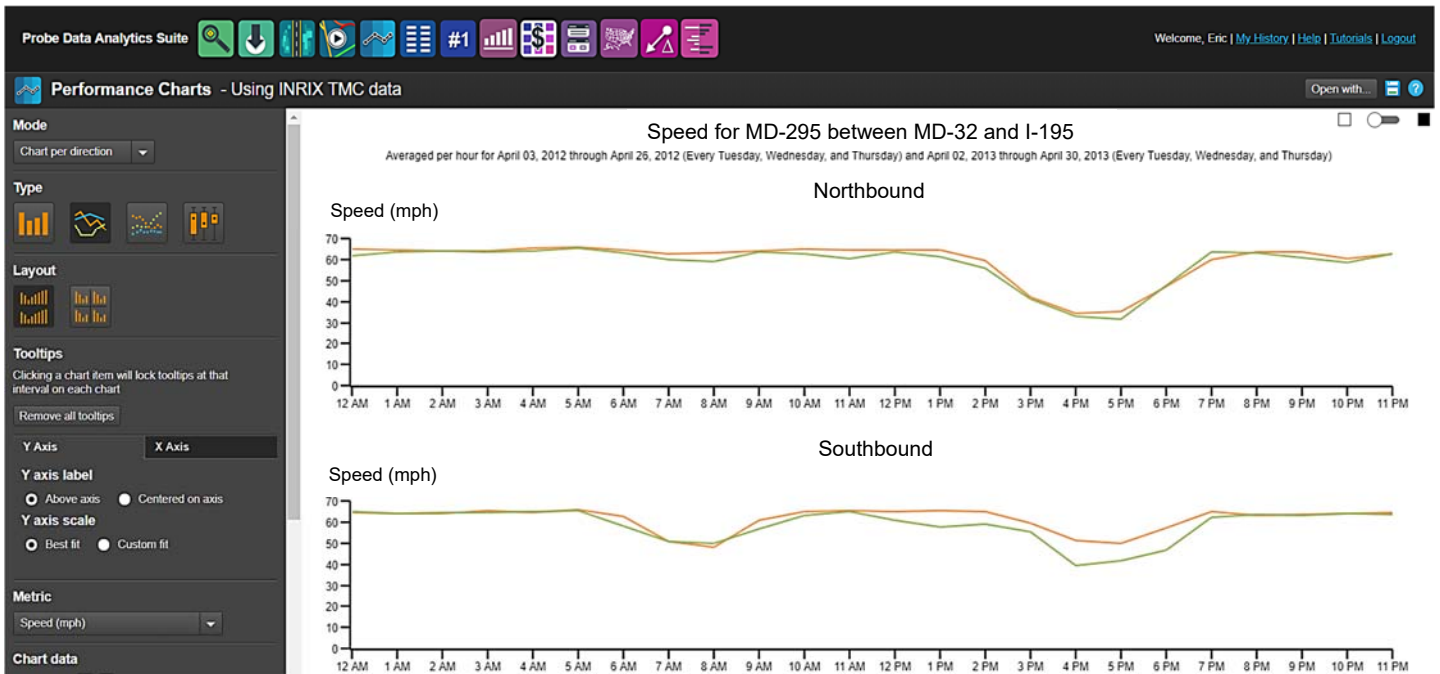 Probe Data Analytics Suite
#1
$
Welcome, Eric | My History | Help | Tutorials | Logout
Performance Charts - Using INRIX TMC data
Open with...
?
Mode
Chart per direction
Type
Layout
Tooltips
Clicking a chart item will lock tooltips at that
interval on each chart
Remove all tooltips
Y Axis X Axis
Y axis label
Above axis Centered on axis
Y axis scale
Best fit Custom fit
Metric
Speed (mph)
Chart data
Speed for MD-295 between MD-32 and I-195
Averaged per hour for April 03, 2012 through April 26, 2012 (Every Tuesday, Wednesday, and Thursday) and April 02, 2013 through April 30, 2013 (Every Tuesday, Wednesday, and Thursday)
Northbound
Speed (mph)
70
60
50
40
30
20
10
0
12 AM 1 AM 2 AM 3 AM 4 AM 5 AM 6 AM 7 AM 8 AM 9 AM 10 AM 11 AM 12 PM 1 PM 2 PM 3 PM 4 PM 5 PM 6 PM 7 PM 8 PM 9 PM 10 PM 11 PM
Southbound
Speed (mph)
70
60
50
40
30
20
10
0
12 AM 1 AM 2 AM 3 AM 4 AM 5 AM 6 AM 7 AM 8 AM 9 AM 10 AM 11 AM 12 PM 1 PM 2 PM 3 PM 4 PM 5 PM 6 PM 7 PM 8 PM 9 PM 10 PM 11 PM